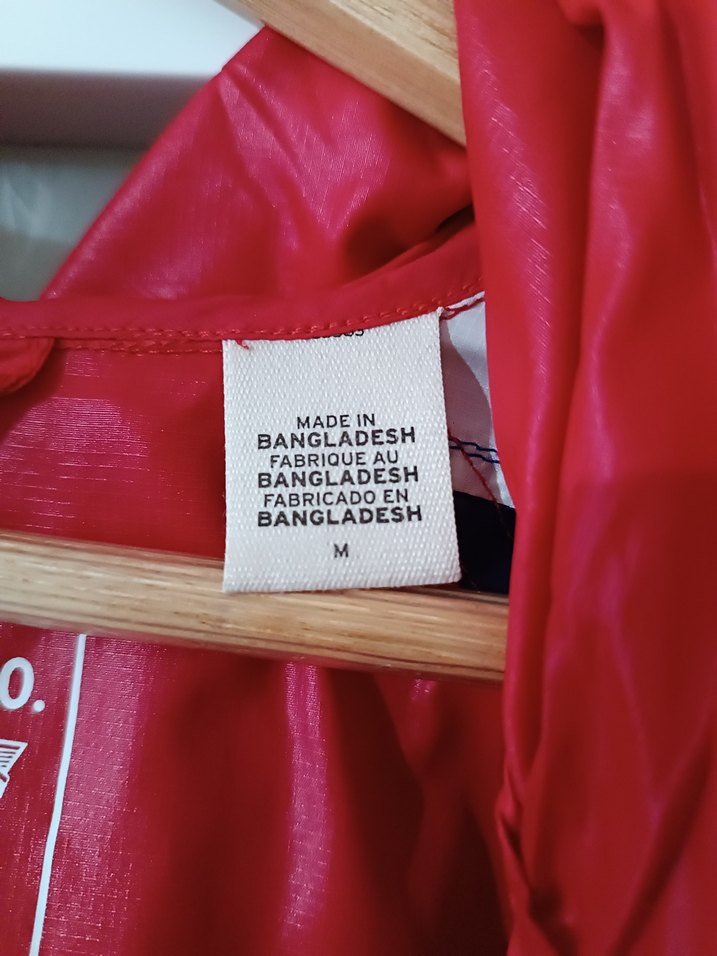 MADE IN
BANGLADESH
FABRIQUE AU
BANGLADESH
FABRICADO EN
BANGLADESH
M
O.